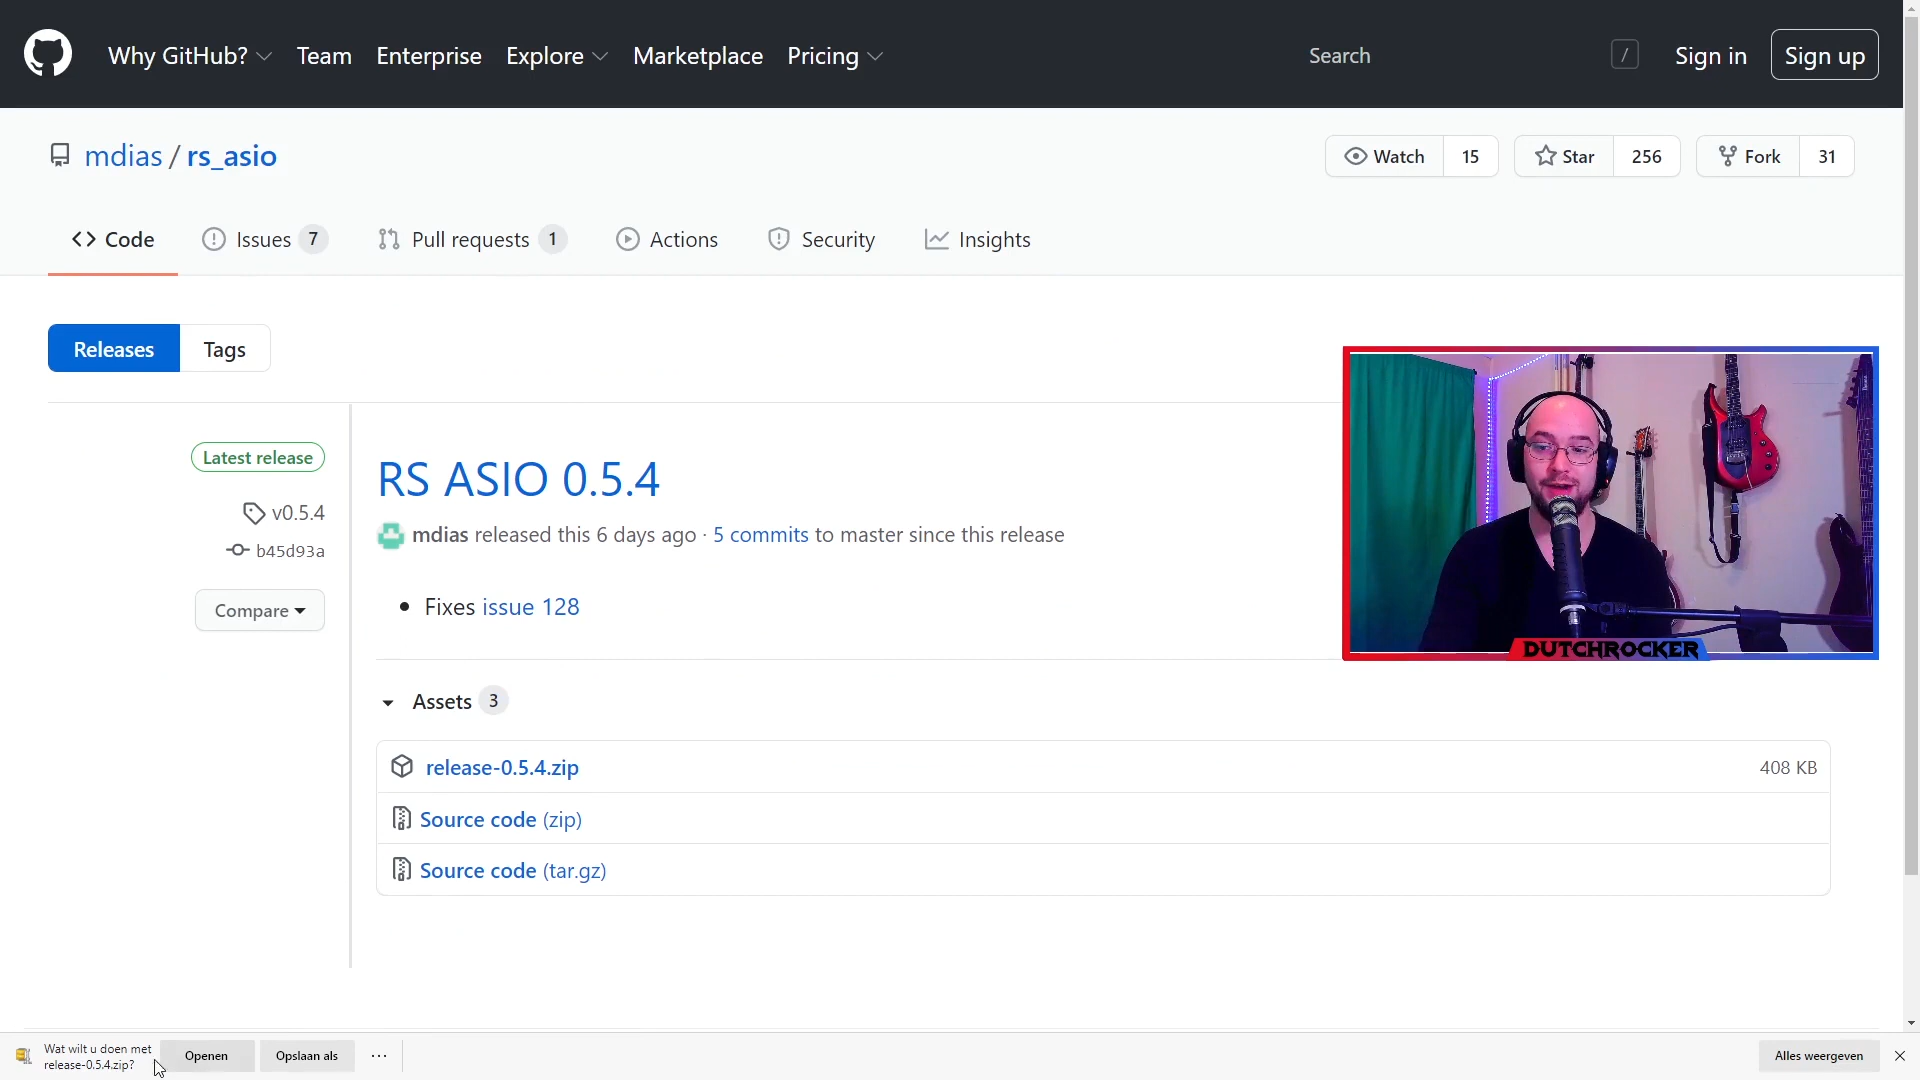 Why GitHub? Team Enterprise Explore Marketplace Pricing Search / Sign in Sign up
mdias / rs_asio
Watch 15 Star 256 Fork 31
Code Issues 7 Pull requests 1 Actions Security Insights
Releases Tags
Latest release
v0.5.4
b45d93a
Compare
RS ASIO 0.5.4
mdias released this 6 days ago · 5 commits to master since this release
• Fixes issue 128
DUTCHROCKER
Assets 3
release-0.5.4.zip 408 KB
Source code (zip)
Source code (tar.gz)
Wat wilt u doen met
release-0.5.4.zip?
Openen Opslaan als ... Alles weergeven